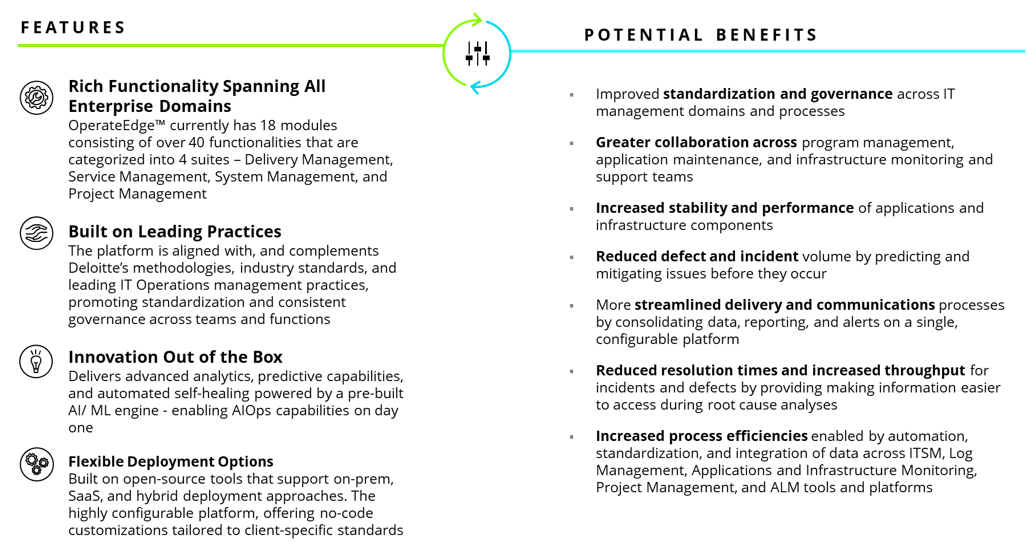 FEATURES
Rich Functionality Spanning All
Enterprise Domains
OperateEdge™ currently has 18 modules
consisting of over 40 functionalities that are
categorized into 4 suites – Delivery Management,
Service Management, System Management, and
Project Management
Built on Leading Practices
The platform is aligned with, and complements
Deloitte's methodologies, industry standards, and
leading IT Operations management practices,
promoting standardization and consistent
governance across teams and functions
Innovation Out of the Box
Delivers advanced analytics, predictive capabilities,
and automated self-healing powered by a pre-built
AI/ ML engine - enabling AIOps capabilities on day
one
Flexible Deployment Options
Built on open-source tools that support on-prem,
SaaS, and hybrid deployment approaches. The
highly configurable platform, offering no-code
customizations tailored to client-specific standards
POTENTIAL BENEFITS
▪ Improved standardization and governance across IT
management domains and processes
▪ Greater collaboration across program management,
application maintenance, and infrastructure monitoring and
support teams
▪ Increased stability and performance of applications and
infrastructure components
▪ Reduced defect and incident volume by predicting and
mitigating issues before they occur
▪ More streamlined delivery and communications processes
by consolidating data, reporting, and alerts on a single,
configurable platform
▪ Reduced resolution times and increased throughput for
incidents and defects by providing making information easier
to access during root cause analyses
▪ Increased process efficiencies enabled by automation,
standardization, and integration of data across ITSM, Log
Management, Applications and Infrastructure Monitoring,
Project Management, and ALM tools and platforms